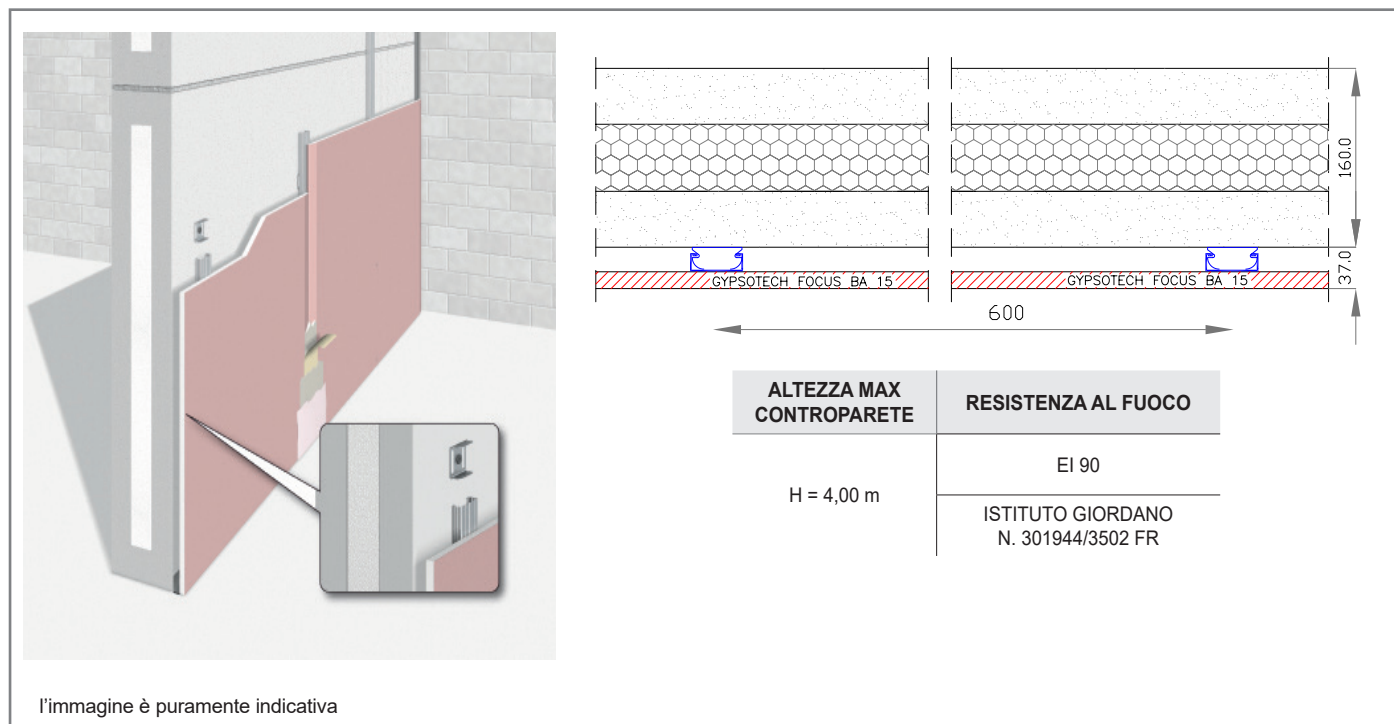 160.0
37.0
GYPSOTECH FOCUS BA 15
GYPSOTECH FOCUS BA 15
600
ALTEZZA MAX
CONTROPARETE
RESISTENZA AL FUOCO
H = 4,00 m
EI 90
ISTITUTO GIORDANO
N. 301944/3502 FR
l'immagine è puramente indicativa